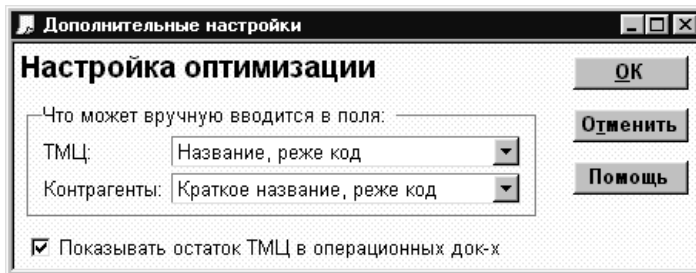 Дополнительные настройки
Настройка оптимизации
ОК
Что может вручную вводится в поля:
Отменить
ТМЦ: Название, реже код
Контрагенты: Краткое название, реже код
Помощь
Показывать остаток ТМЦ в операционных док-х